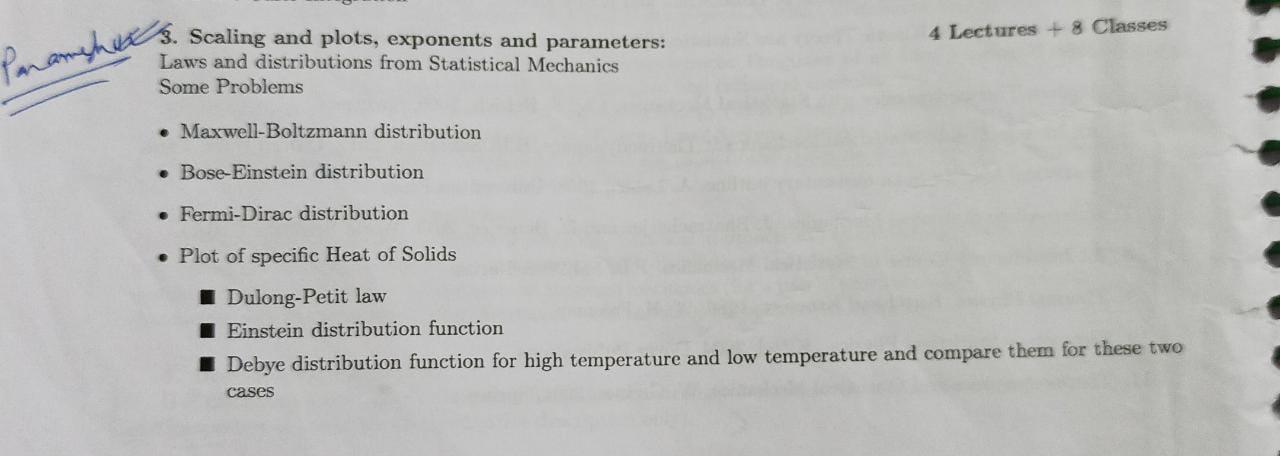 3. Scaling and plots, exponents and parameters:
4 Lectures + 8 Classes
Laws and distributions from Statistical Mechanics
Some Problems
• Maxwell-Boltzmann distribution
• Bose-Einstein distribution
• Fermi-Dirac distribution
• Plot of specific Heat of Solids
■ Dulong-Petit law
■ Einstein distribution function
■ Debye distribution function for high temperature and low temperature and compare them for these two
cases